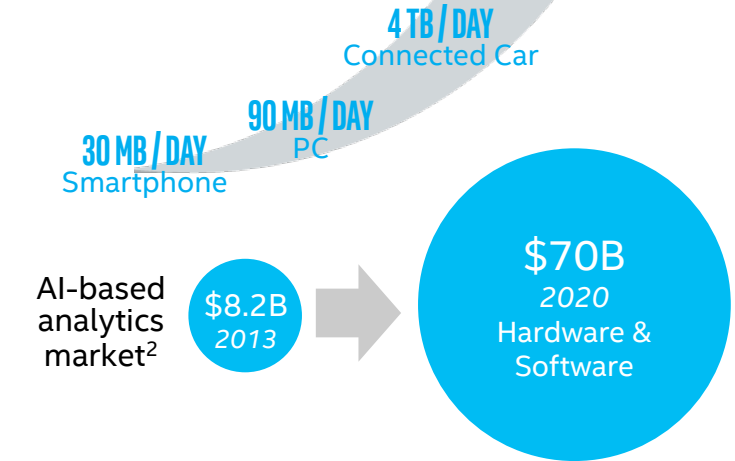 4 TB / DAY
Connected Car
90 MB / DAY
PC
30 MB / DAY
Smartphone
AI-based
analytics
market²
$8.2B
2013
$70B
2020
Hardware &
Software